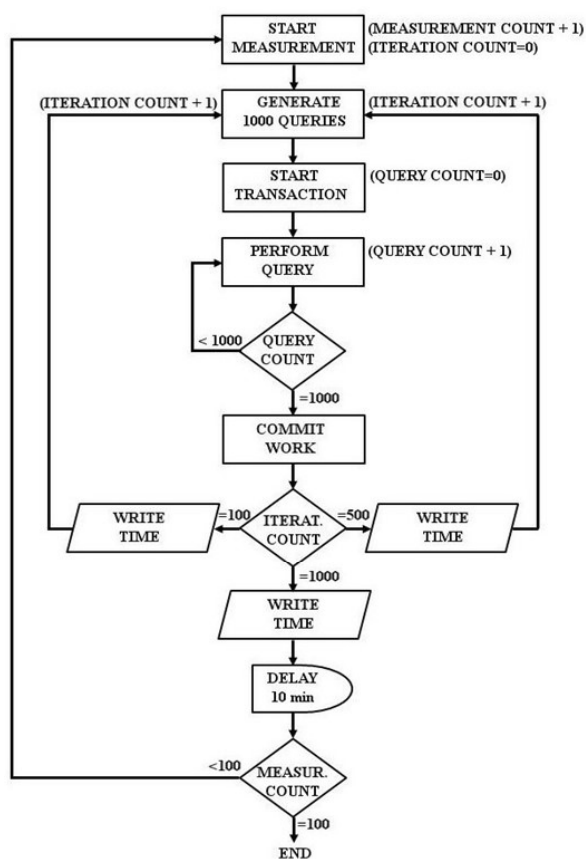 START
MEASUREMENT
(MEASUREMENT COUNT + 1)
(ITERATION COUNT=0)
(ITERATION COUNT + 1)
GENERATE
1000 QUERIES
(ITERATION COUNT + 1)
START
TRANSACTION
(QUERY COUNT=0)
PERFORM
QUERY
(QUERY COUNT + 1)
< 1000
QUERY
COUNT
=1000
COMMIT
WORK
WRITE
TIME
=100
ITERAT.
COUNT
=500
WRITE
TIME
=1000
WRITE
TIME
DELAY
10 min
<100
MEASUR.
COUNT
=100
END